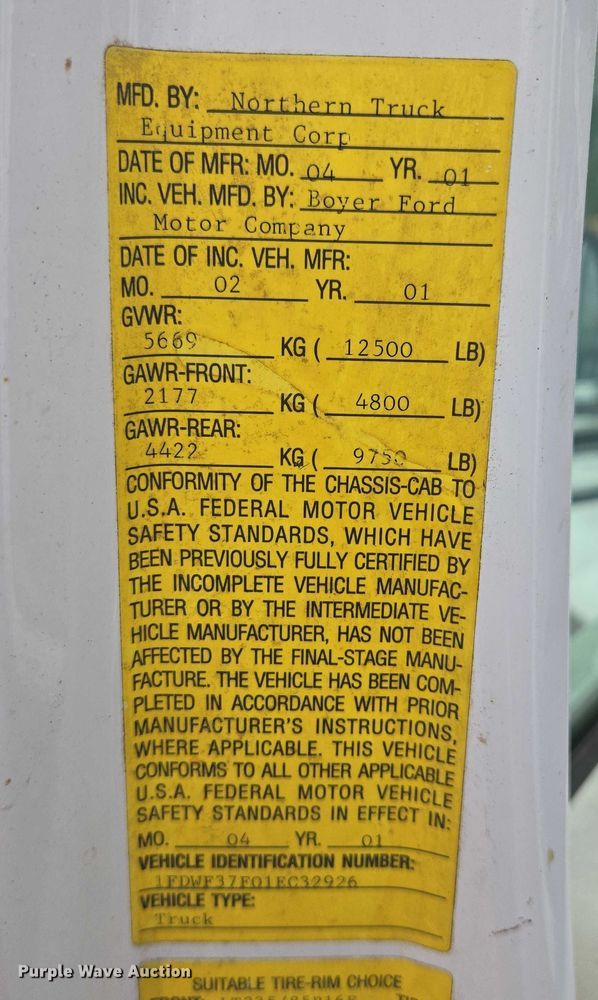 MFD. BY: Northern Truck
Equipment Corp
DATE OF MFR: MO. 04 YR. 01
INC. VEH. MFD. BY: Boyer Ford
Motor Company
DATE OF INC. VEH. MFR:
MO. 02 YR. 01
GVWR:
5669 KG ( 12500 LB)
GAWR-FRONT:
2177 KG ( 4800 LB)
GAWR-REAR:
4422 KG ( 9750 LB)
CONFORMITY OF THE CHASSIS-CAB TO
U.S.A. FEDERAL MOTOR VEHICLE
SAFETY STANDARDS, WHICH HAVE
BEEN PREVIOUSLY FULLY CERTIFIED BY
THE INCOMPLETE VEHICLE MANUFAC-
TURER OR BY THE INTERMEDIATE VE-
HICLE MANUFACTURER, HAS NOT BEEN
AFFECTED BY THE FINAL-STAGE MANU-
FACTURE. THE VEHICLE HAS BEEN COM-
PLETED IN ACCORDANCE WITH PRIOR
MANUFACTURER'S INSTRUCTIONS,
WHERE APPLICABLE. THIS VEHICLE
CONFORMS TO ALL OTHER APPLICABLE
U.S.A. FEDERAL MOTOR VEHICLE
SAFETY STANDARDS IN EFFECT IN:
MO. 04 YR. 01
VEHICLE IDENTIFICATION NUMBER:
1FDWF37F01EC32926
VEHICLE TYPE:
Truck
SUITABLE TIRE-RIM CHOICE
Purple Wave Auction